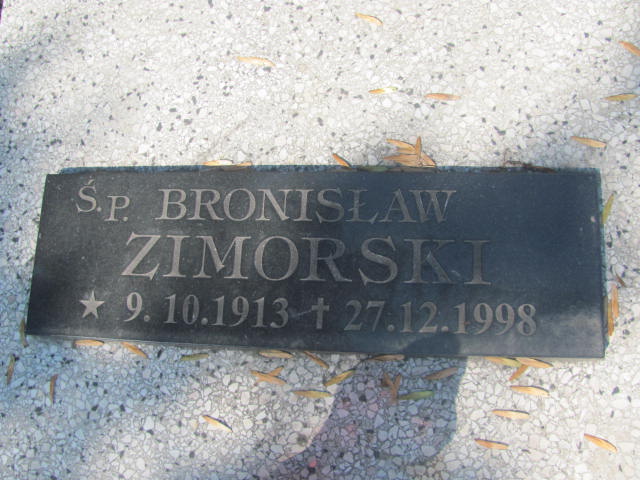 Ś.P. BRONISŁAW
ZIMORSKI
★ 9.10.1913 † 27.12.1998